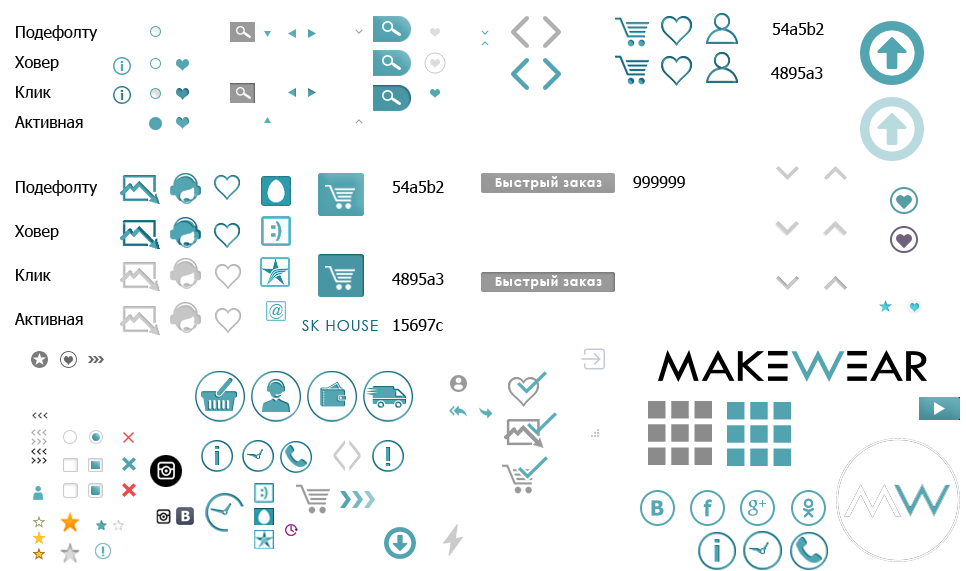 Подефолту
54a5b2
Ховер
4895a3
Клик
Активная
Подефолту
54a5b2
Быстрый заказ
999999
Ховер
Клик
4895a3
Быстрый заказ
Активная
SK HOUSE
15697c
MAKEWEAR